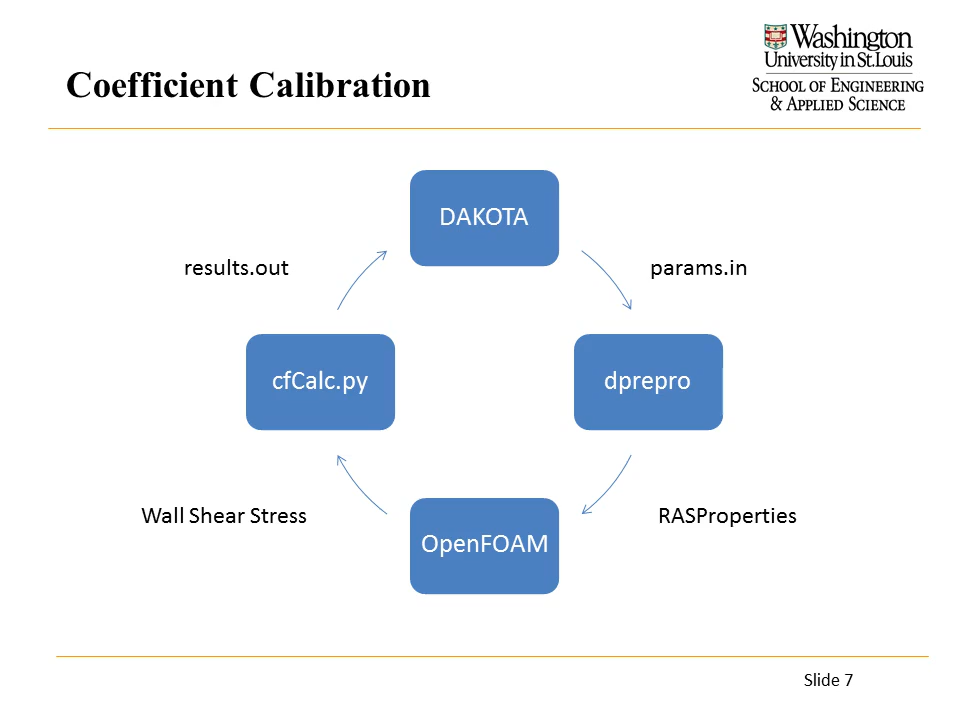 Coefficient Calibration
Washington
University in St. Louis
SCHOOL OF ENGINEERING
& APPLIED SCIENCE
DAKOTA
results.out
params.in
cfCalc.py
dprepro
Wall Shear Stress
RASProperties
OpenFOAM
Slide 7